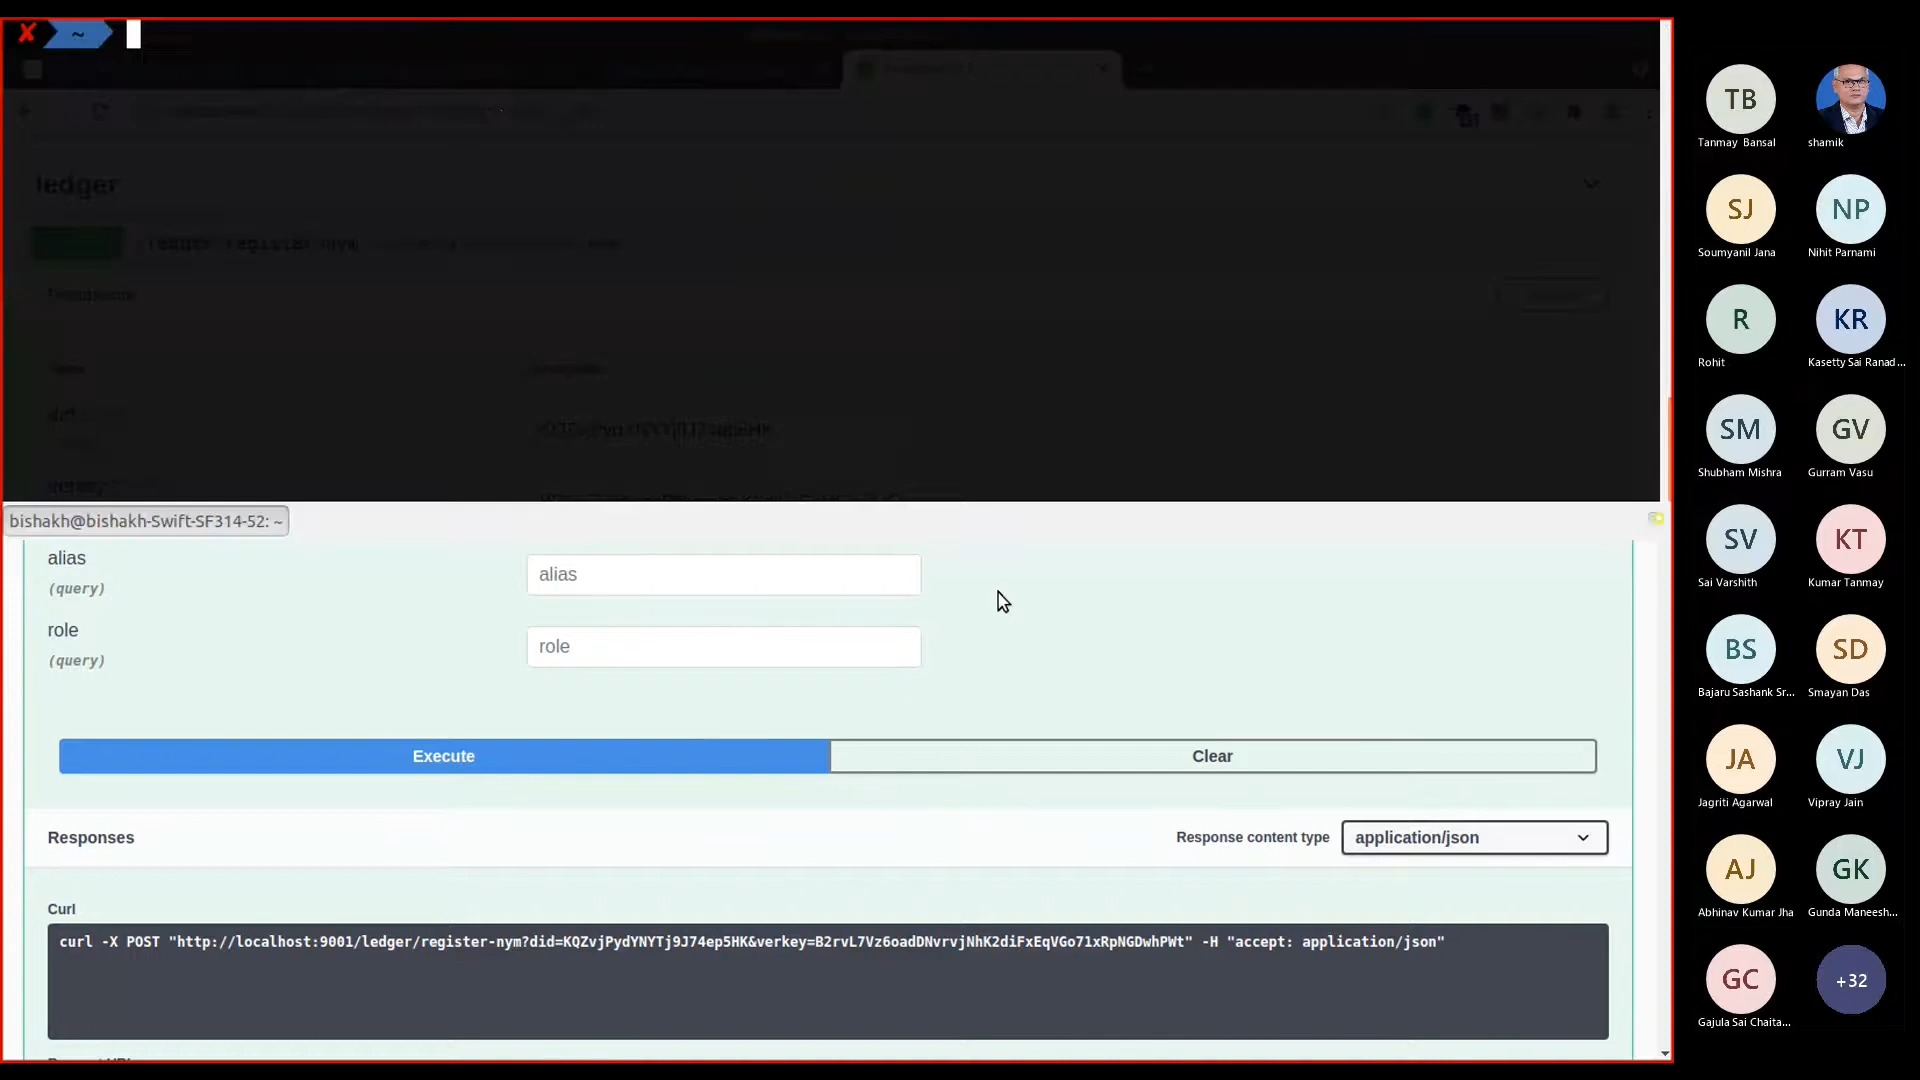 ✘ ~
ledger
bishakh@bishakh-Swift-SF314-52: ~
alias
alias
(query)
role
role
(query)
Execute
Clear
Responses
Response content type
application/json
Curl
curl -X POST "http://localhost:9001/ledger/register-nym?did=KQZvjPydYNYTj9J74ep5HK&verkey=B2rvL7Vz6oadDNvrvjNhK2diFxEqVGo71xRpNGDwhPWt" -H "accept: application/json"
TB
Tanmay Bansal
shamik
SJ
Soumyanil Jana
NP
Nihit Parnami
R
Rohit
KR
Kasetty Sai Ranad...
SM
Shubham Mishra
GV
Gurram Vasu
SV
Sai Varshith
KT
Kumar Tanmay
BS
Bajaru Sashank Sr...
SD
Smayan Das
JA
Jagriti Agarwal
VJ
Vipray Jain
AJ
Abhinav Kumar Jha
GK
Gunda Maneesh...
GC
Gajula Sai Chaita...
+32